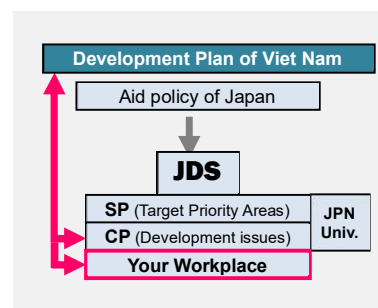 Development Plan of Viet Nam
Aid policy of Japan
JDS
SP (Target Priority Areas)
CP (Development issues)
JPN
Univ.
Your Workplace